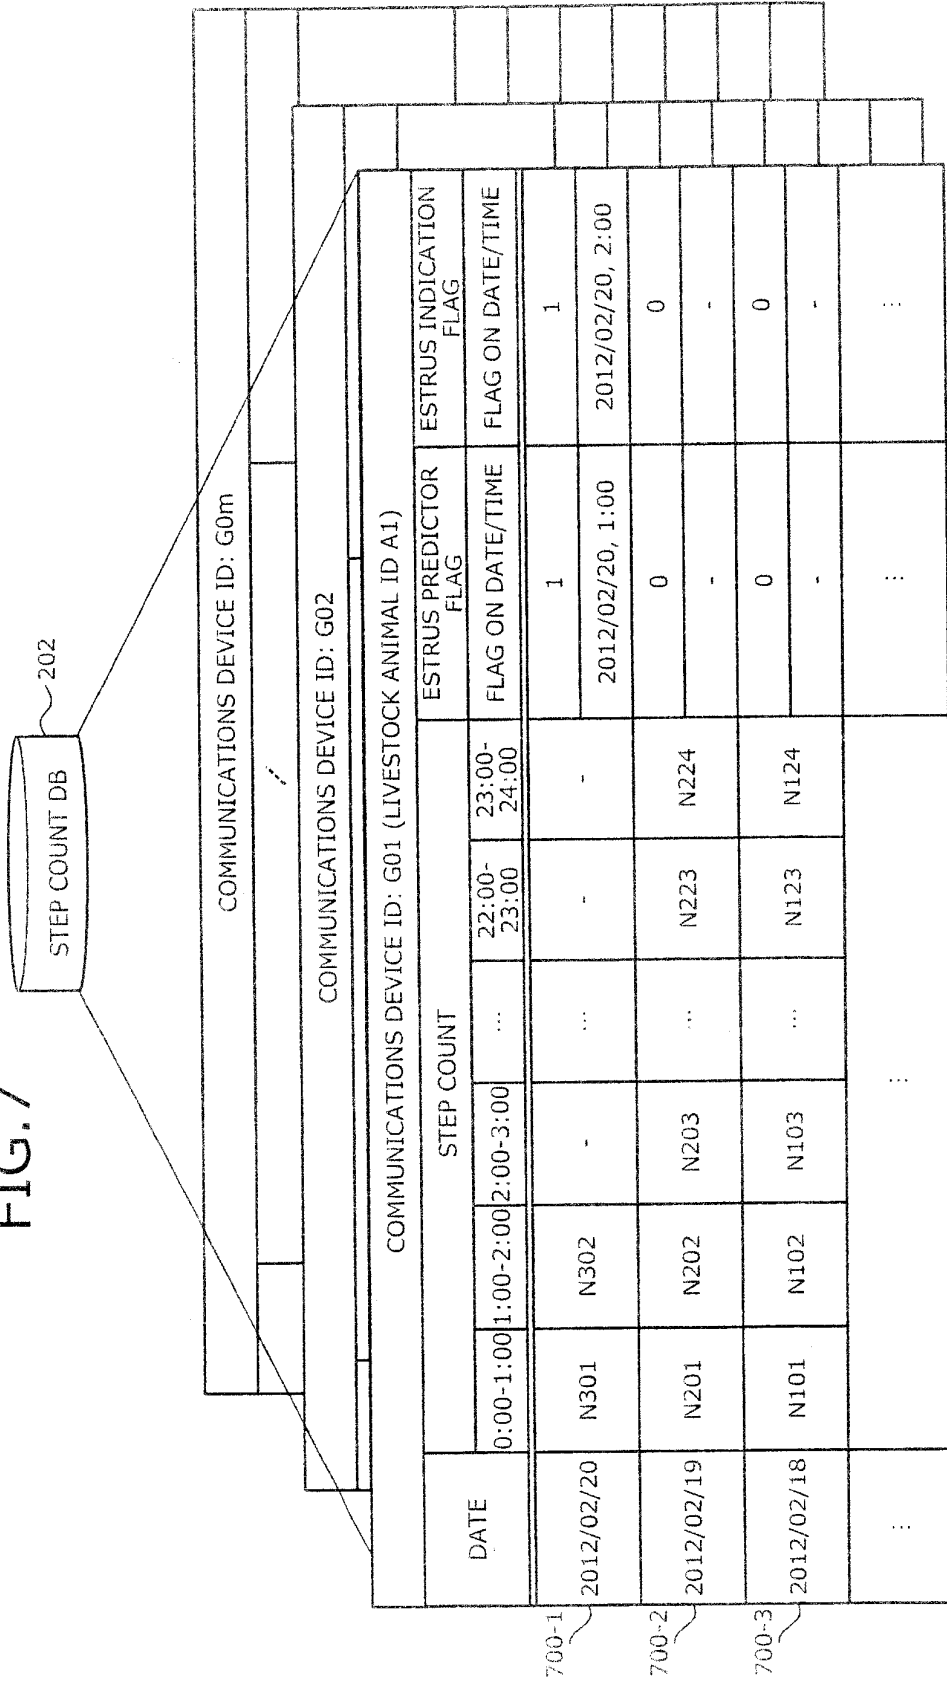 FIG. 7
STEP COUNT DB
202
COMMUNICATIONS DEVICE ID: G0m
COMMUNICATIONS DEVICE ID: G02
COMMUNICATIONS DEVICE ID: G01 (LIVESTOCK ANIMAL ID A1)
DATE
STEP COUNT
ESTRUS PREDICTOR
FLAG
ESTRUS INDICATION
FLAG
0:00-1:00 1:00-2:00 2:00-3:00 ... 22:00-
23:00 23:00-
24:00
FLAG ON DATE/TIME FLAG ON DATE/TIME
700-1 2012/02/20 N301 N302 - ... - - 1 1
2012/02/20, 1:00 2012/02/20, 2:00
700-2 2012/02/19 N201 N202 N203 ... N223 N224 0 0
- -
700-3 2012/02/18 N101 N102 N103 ... N123 N124 0 0
- -
... ... ... ...